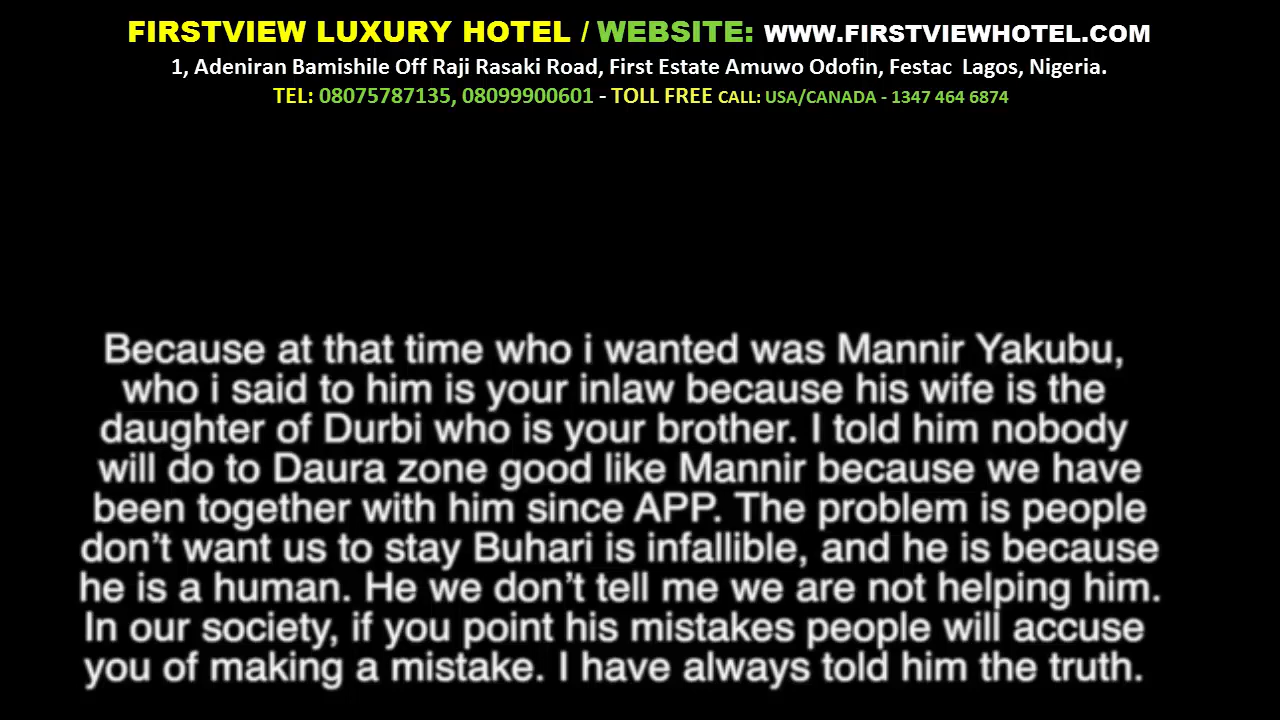 FIRSTVIEW LUXURY HOTEL / WEBSITE: WWW.FIRSTVIEWHOTEL.COM
1, Adeniran Bamishile Off Raji Rasaki Road, First Estate Amuwo Odofin, Festac Lagos, Nigeria.
TEL: 08075787135, 08099900601 - TOLL FREE CALL: USA/CANADA - 1347 464 6874
Because at that time who i wanted was Mannir Yakubu,
who i said to him is your inlaw because his wife is the
daughter of Durbi who is your brother. I told him nobody
will do to Daura zone good like Mannir because we have
been together with him since APP. The problem is people
don’t want us to stay Buhari is infallible, and he is because
he is a human. He we don’t tell me we are not helping him.
In our society, if you point his mistakes people will accuse
you of making a mistake. I have always told him the truth.